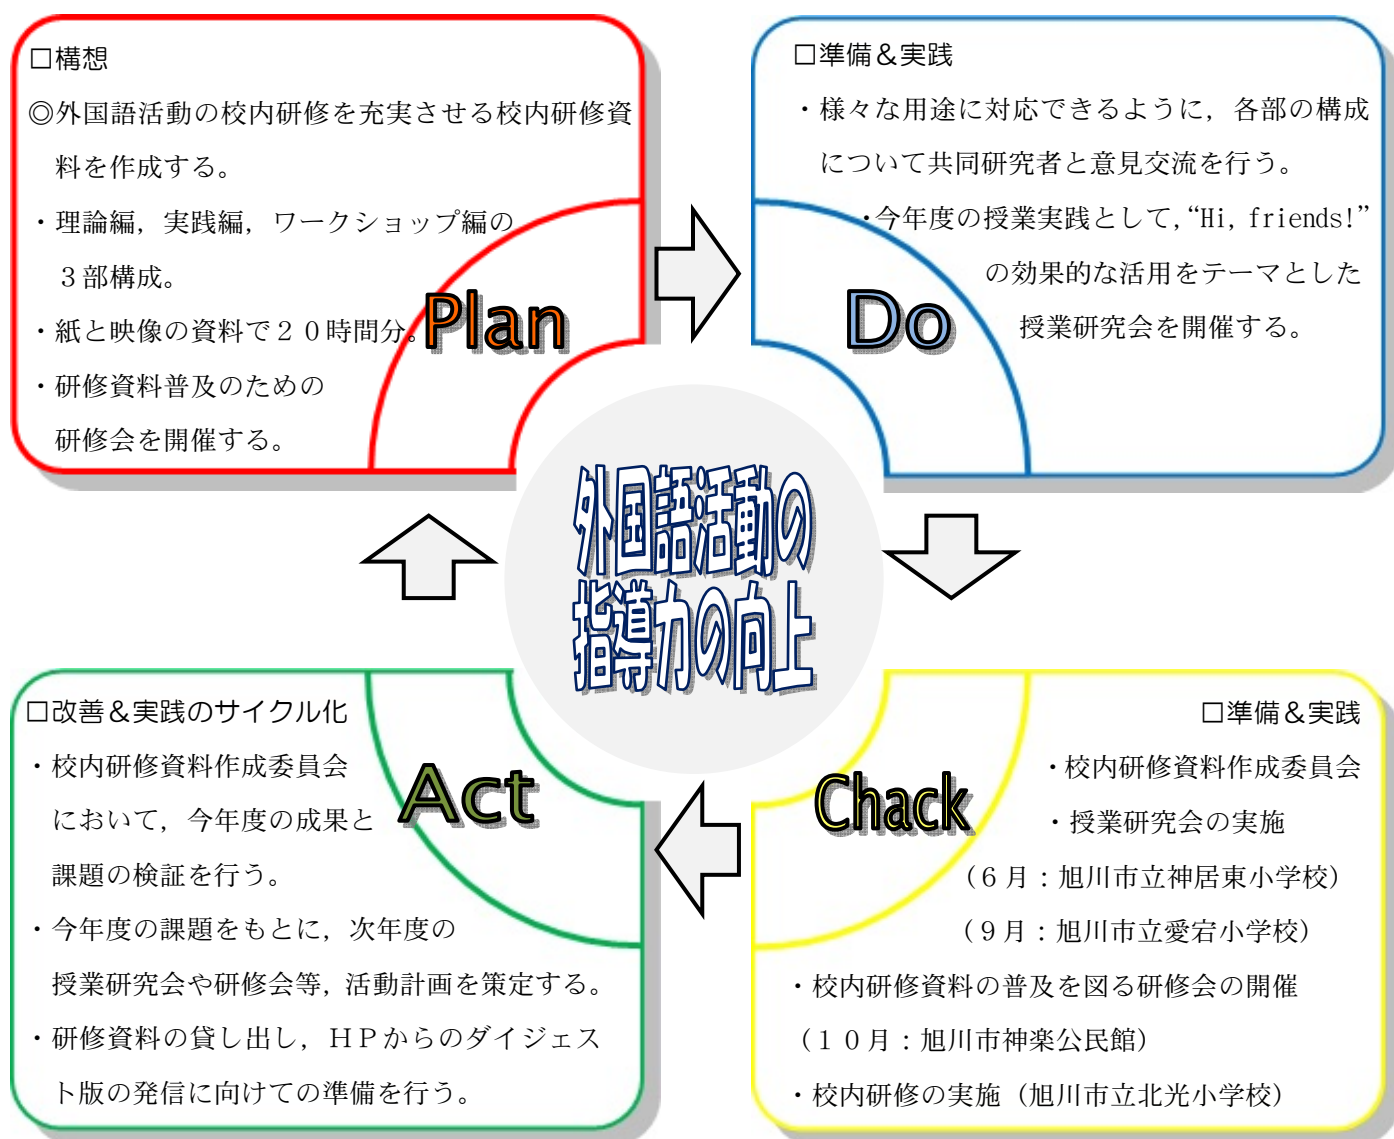 □構想
◎外国語活動の校内研修を充実させる校内研修資
料を作成する。
・理論編，実践編，ワークショップ編の
３部構成。
・紙と映像の資料で２０時間分。
・研修資料普及のための
研修会を開催する。
Plan
□準備＆実践
・様々な用途に対応できるように，各部の構成
について共同研究者と意見交流を行う。
・今年度の授業実践として，“Hi, friends!”
の効果的な活用をテーマとした
授業研究会を開催する。
Do
外国語活動の
指導力の向上
□改善＆実践のサイクル化
・校内研修資料作成委員会
において，今年度の成果と
課題の検証を行う。
・今年度の課題をもとに，次年度の
授業研究会や研修会等，活動計画を策定する。
・研修資料の貸し出し，ＨＰからのダイジェス
ト版の発信に向けての準備を行う。
Act
□準備＆実践
・校内研修資料作成委員会
・授業研究会の実施
（６月：旭川市立神居東小学校）
（９月：旭川市立愛宕小学校）
・校内研修資料の普及を図る研修会の開催
（１０月：旭川市神楽公民館）
・校内研修の実施（旭川市立北光小学校）
Chack